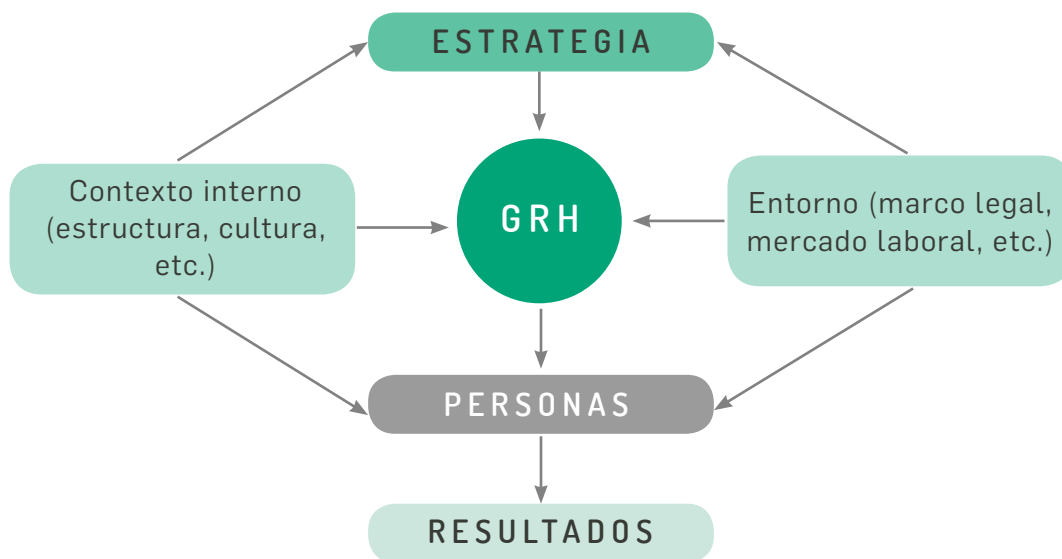 ESTRATEGIA
Contexto interno
(estructura, cultura,
etc.)
GRH
Entorno (marco legal,
mercado laboral, etc.)
PERSONAS
RESULTADOS